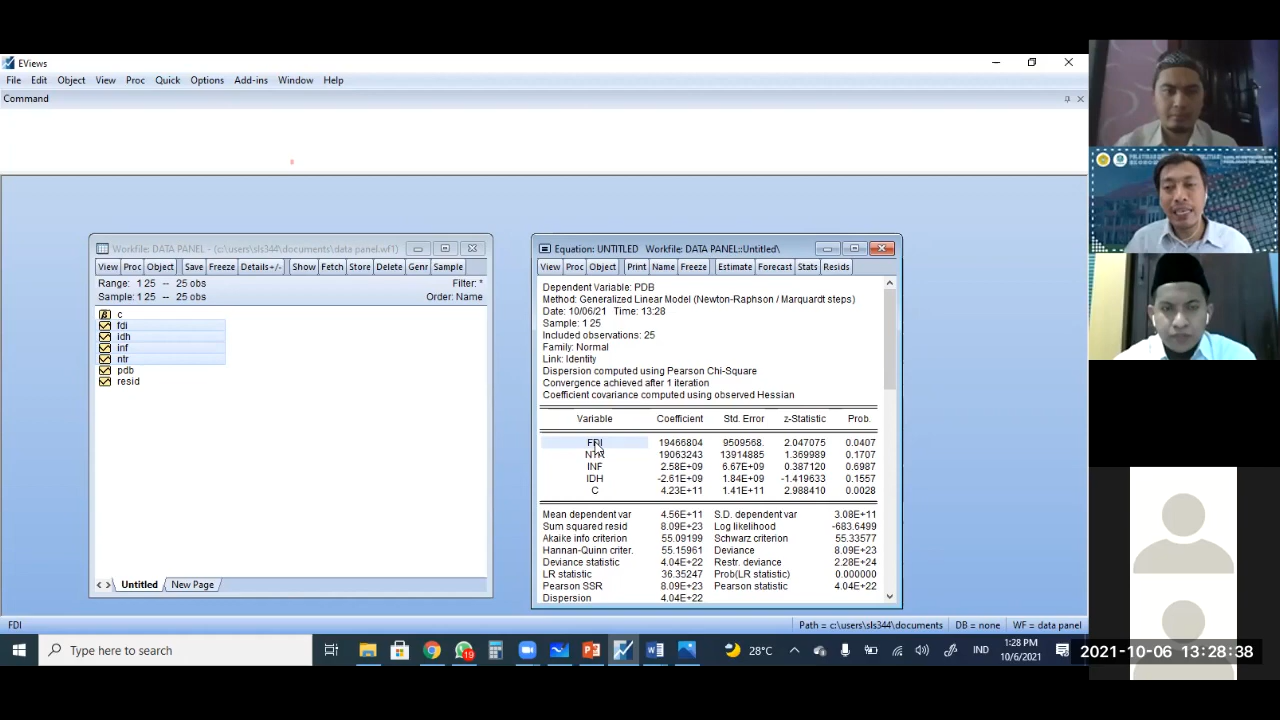 EViews
File Edit Object View Proc Quick Options Add-ins Window Help
Command
Workfile: DATA PANEL - (c:\users\sls344\documents\data panel.wf1)
View Proc Object Save Freeze Details+/- Show Fetch Store Delete Genr Sample
Range: 1 25 -- 25 obs Filter: *
Sample: 1 25 -- 25 obs Order: Name
c
fdi
idh
inf
ntr
pdb
resid
Untitled New Page
Equation: UNTITLED Workfile: DATA PANEL::Untitled\
View Proc Object Print Name Freeze Estimate Forecast Stats Resids
Dependent Variable: PDB
Method: Generalized Linear Model (Newton-Raphson / Marquardt steps)
Date: 10/06/21 Time: 13:28
Sample: 1 25
Included observations: 25
Family: Normal
Link: Identity
Dispersion computed using Pearson Chi-Square
Convergence achieved after 1 iteration
Coefficient covariance computed using observed Hessian
Variable Coefficient Std. Error z-Statistic Prob.
FDI 19466804 9509568. 2.047075 0.0407
NTR 19063243 13914885 1.369989 0.1707
INF 2.58E+09 6.67E+09 0.387120 0.6987
IDH -2.61E+09 1.84E+09 -1.419633 0.1557
C 4.23E+11 1.41E+11 2.988410 0.0028
Mean dependent var 4.56E+11 S.D. dependent var 3.08E+11
Sum squared resid 8.09E+23 Log likelihood -683.6499
Akaike info criterion 55.09199 Schwarz criterion 55.33577
Hannan-Quinn criter. 55.15961 Deviance 8.09E+23
Deviance statistic 4.04E+22 Restr. deviance 2.28E+24
LR statistic 36.35247 Prob(LR statistic) 0.000000
Pearson SSR 8.09E+23 Pearson statistic 4.04E+22
Dispersion 4.04E+22
FDI Path = c:\users\sls344\documents DB = none WF = data panel
Type here to search
19
28°C
IND
1:28 PM
10/6/2021
2021-10-06 13:28:38